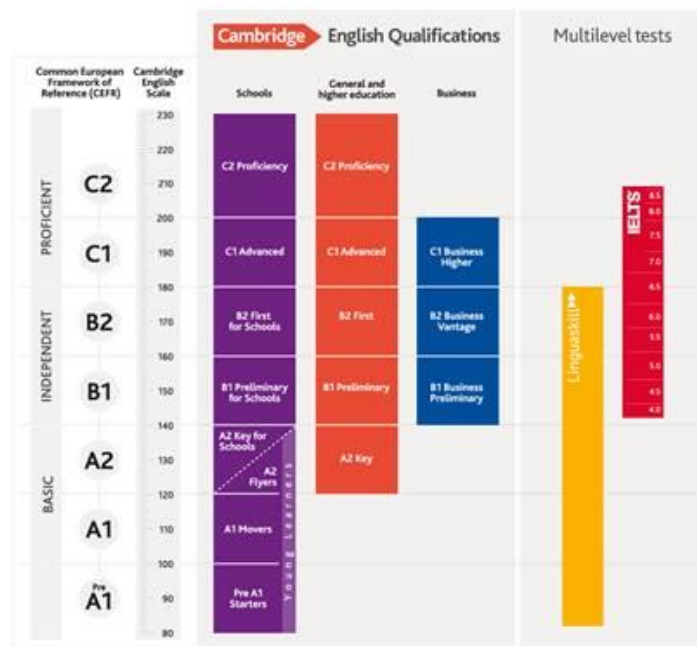 Cambridge English Qualifications
Multilevel tests
Common European
Framework of
Reference (CEFR)
Cambridge
English
Scale
Schools
General and
higher education
Business
230
220
210
200
190
180
170
160
150
140
130
120
110
100
90
80
PROFICIENT
INDEPENDENT
BASIC
C2
C1
B2
B1
A2
A1
Pre
A1
C2 Proficiency
C1 Advanced
B2 First
for Schools
B1 Preliminary
for Schools
A2 Key for
Schools
A2
Flyers
A1 Movers
Pre A1
Starters
Young Learners
C2 Proficiency
C1 Advanced
B2 First
B1 Preliminary
A2 Key
C1 Business
Higher
B2 Business
Vantage
B1 Business
Preliminary
Linguaskill
IELTS
8.5
8.0
7.5
7.0
6.5
6.0
5.5
5.0
4.5
4.0